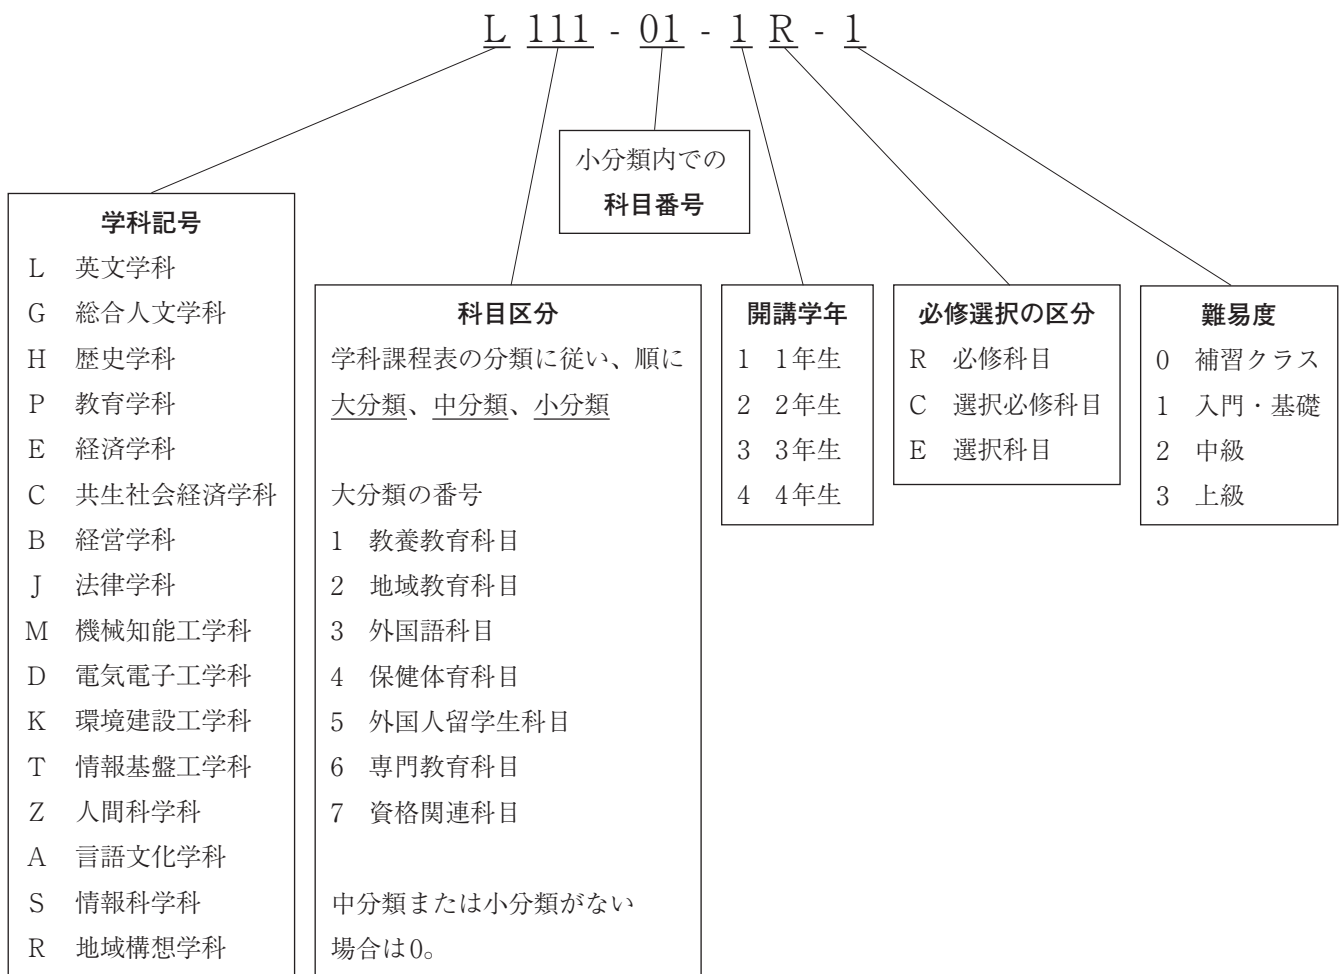 L 111 - 01 - 1 R - 1
小分類内での
科目番号
学科記号
L 英文学科
G 総合人文学科
H 歴史学科
P 教育学科
E 経済学科
C 共生社会経済学科
B 経営学科
J 法律学科
M 機械知能工学科
D 電気電子工学科
K 環境建設工学科
T 情報基盤工学科
Z 人間科学科
A 言語文化学科
S 情報科学科
R 地域構想学科
科目区分
学科課程表の分類に従い、順に
大分類、中分類、小分類
大分類の番号
1 教養教育科目
2 地域教育科目
3 外国語科目
4 保健体育科目
5 外国人留学生科目
6 専門教育科目
7 資格関連科目
中分類または小分類がない
場合は0。
開講学年
1 1年生
2 2年生
3 3年生
4 4年生
必修選択の区分
R 必修科目
C 選択必修科目
E 選択科目
難易度
0 補習クラス
1 入門・基礎
2 中級
3 上級